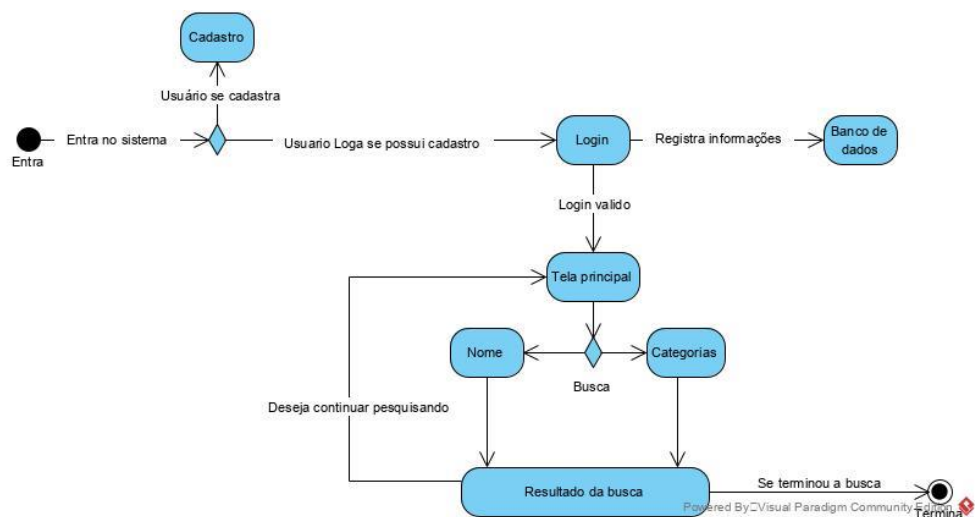 Cadastro
Usuário se cadastra
Entra no sistema
Entra
Usuario Loga se possui cadastro
Login
Registra informações
Banco de
dados
Login valido
Tela principal
Nome
Categorias
Busca
Deseja continuar pesquisando
Resultado da busca
Se terminou a busca
Powered By Visual Paradigm Community Edition
Termina